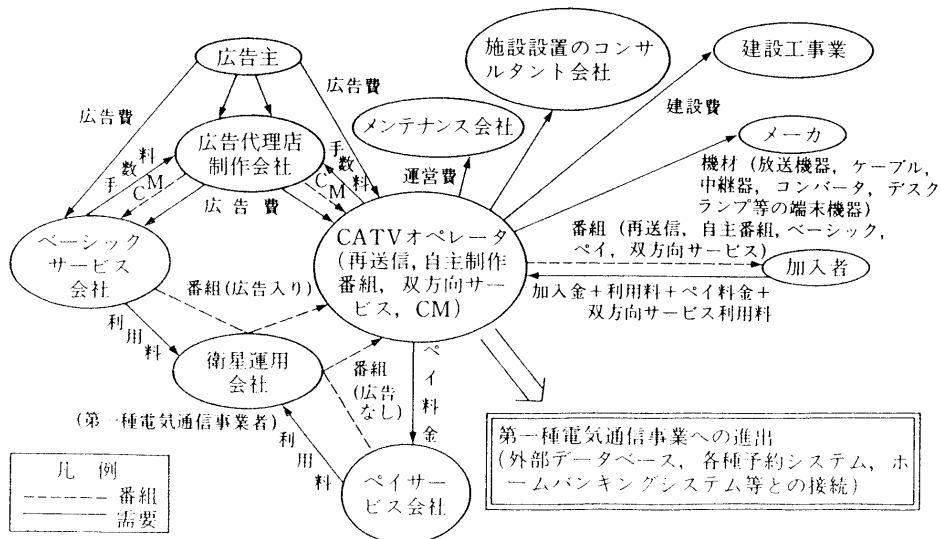 広告主
施設設置のコンサ
ルタント会社
建設工事業
広告費
広告費
建設費
広告代理店
制作会社
メンテナンス会社
メーカ
手数料
CM
手数料
CM
運営費
機材(放送機器, ケーブル,
中継器, コンバータ, デスク
ランプ等の端末機器)
広告費
ベーシック
サービス
会社
CATVオペレータ
(再送信,自主制作
番組, 双方向サー
ビス, CM)
番組(再送信, 自主番組, ベーシック,
ペイ, 双方向サービス)
加入者
加入金+利用料+ペイ料金+
双方向サービス利用料
番組(広告入り)
利用料
衛星運用
会社
番組
(広告
なし)
ペイ料金
(第一種電気通信事業者)
利用料
ペイサー
ビス会社
第一種電気通信事業への進出
(外部データベース, 各種予約システム, ホ
ームバンキングシステム等との接続)
凡 例
番組
需要